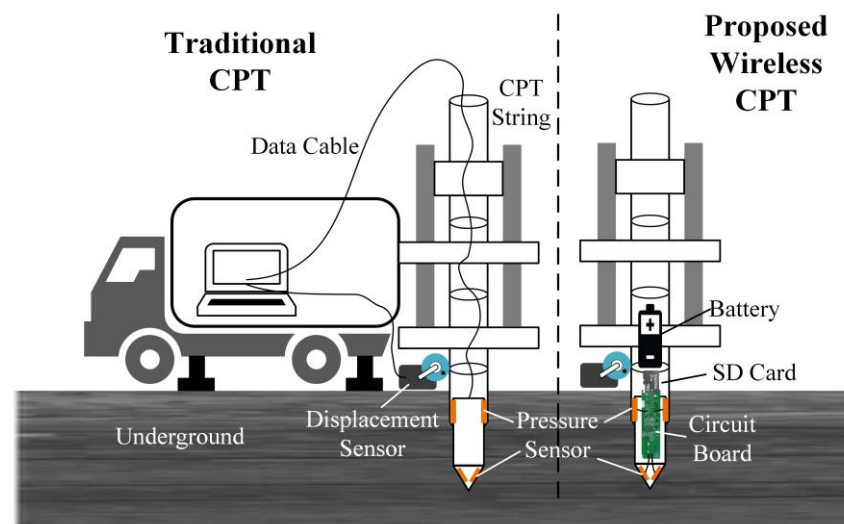 Traditional
CPT
Proposed
Wireless
CPT
CPT
String
Data Cable
Battery
SD Card
Displacement
Sensor
Pressure
Sensor
Circuit
Board
Underground